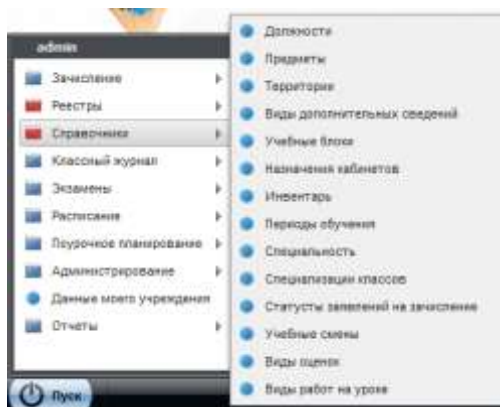 admin
Зачисление
Реестры
Справочники
Классный журнал
Экзамены
Расписание
Поурочное планирование
Администрирование
Данные моего учреждения
Отчеты
Пуск
Должности
Предметы
Территории
Виды дополнительных сведений
Учебные блоки
Назначения кабинетов
Инвентарь
Периоды обучения
Специальность
Специализации классов
Статусы заявлений на зачисление
Учебные смены
Виды оценок
Виды работ на уроке